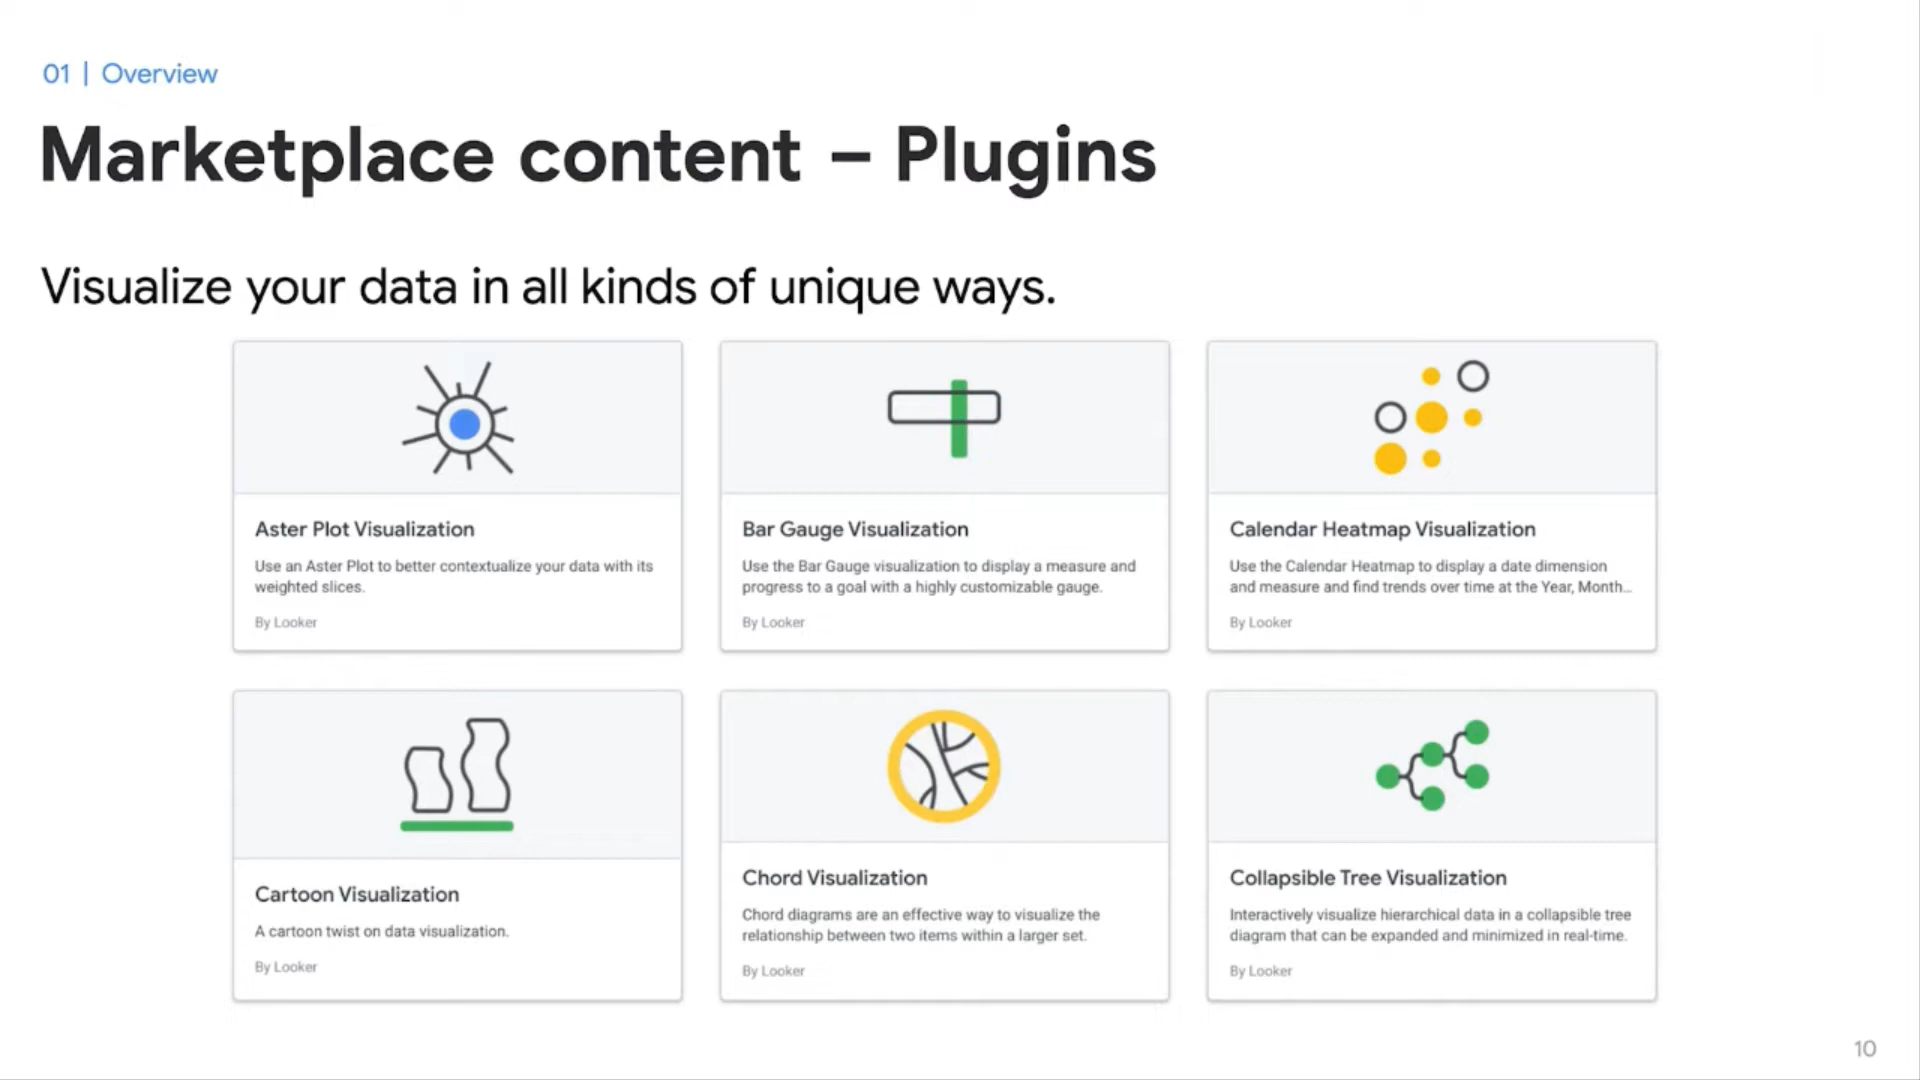 01 | Overview
Marketplace content – Plugins
Visualize your data in all kinds of unique ways.
Aster Plot Visualization
Use an Aster Plot to better contextualize your data with its
weighted slices.
By Looker
Bar Gauge Visualization
Use the Bar Gauge visualization to display a measure and
progress to a goal with a highly customizable gauge.
By Looker
Calendar Heatmap Visualization
Use the Calendar Heatmap to display a date dimension
and measure and find trends over time at the Year, Month...
By Looker
Cartoon Visualization
A cartoon twist on data visualization.
By Looker
Chord Visualization
Chord diagrams are an effective way to visualize the
relationship between two items within a larger set.
By Looker
Collapsible Tree Visualization
Interactively visualize hierarchical data in a collapsible tree
diagram that can be expanded and minimized in real-time.
By Looker
10